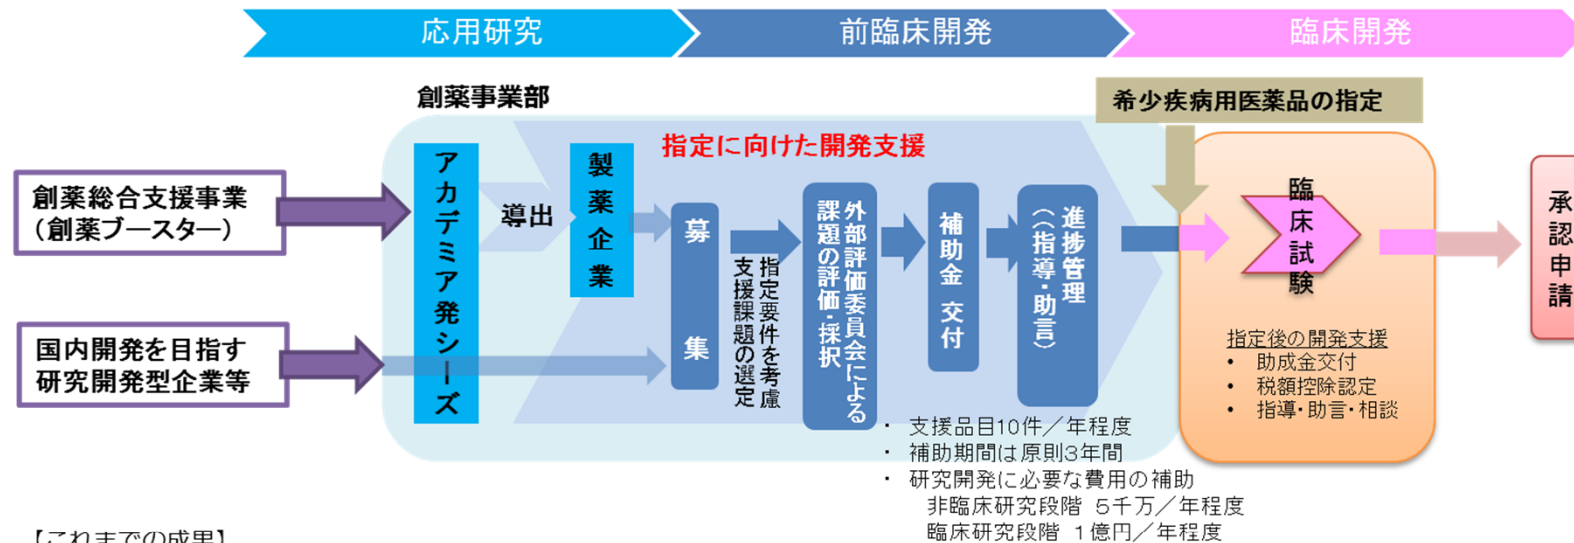 応用研究
前臨床開発
臨床開発
創薬事業部
希少疾病用医薬品の指定
指定に向けた開発支援
創薬総合支援事業
（創薬ブースター）
国内開発を目指す
研究開発型企業等
アカデミア発シーズ
導出
製薬企業
募集
指定要件を考慮
支援課題の選定
外部評価委員会による
課題の評価・採択
補助金 交付
進捗管理
（（指導・助言）
臨床試験
承認申請
指定後の開発支援
• 助成金交付
• 税額控除認定
• 指導・助言・相談
・ 支援品目10件／年程度
・ 補助期間は原則3年間
・ 研究開発に必要な費用の補助
非臨床研究段階 5千万／年程度
臨床研究段階 1億円／年程度
【これまでの成果】